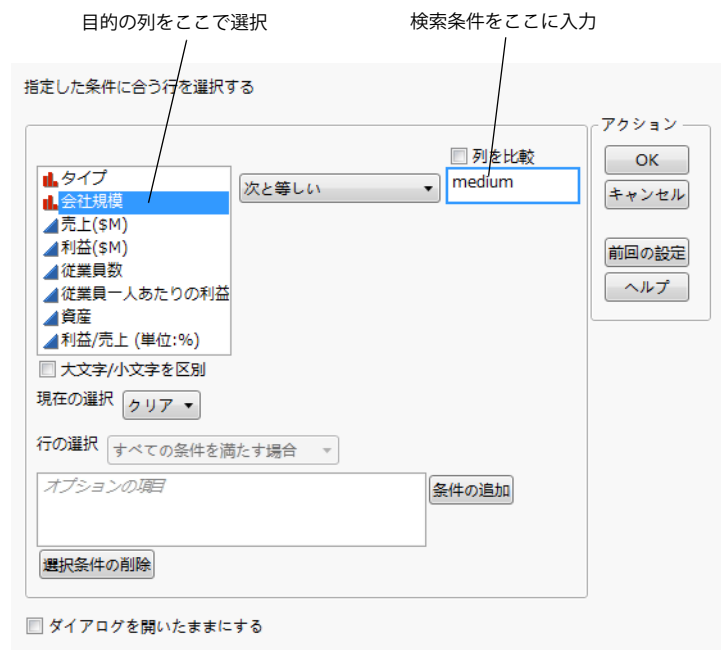 目的の列をここで選択
検索条件をここに入力
指定した条件に合う行を選択する
アクション
列を比較
タイプ
会社規模
売上($M)
利益($M)
従業員数
従業員一人あたりの利益
資産
利益/売上 (単位:%)
次と等しい
medium
OK
キャンセル
前回の設定
ヘルプ
大文字/小文字を区別
現在の選択 クリア
行の選択 すべての条件を満たす場合
オプションの項目
条件の追加
選択条件の削除
ダイアログを開いたままにする